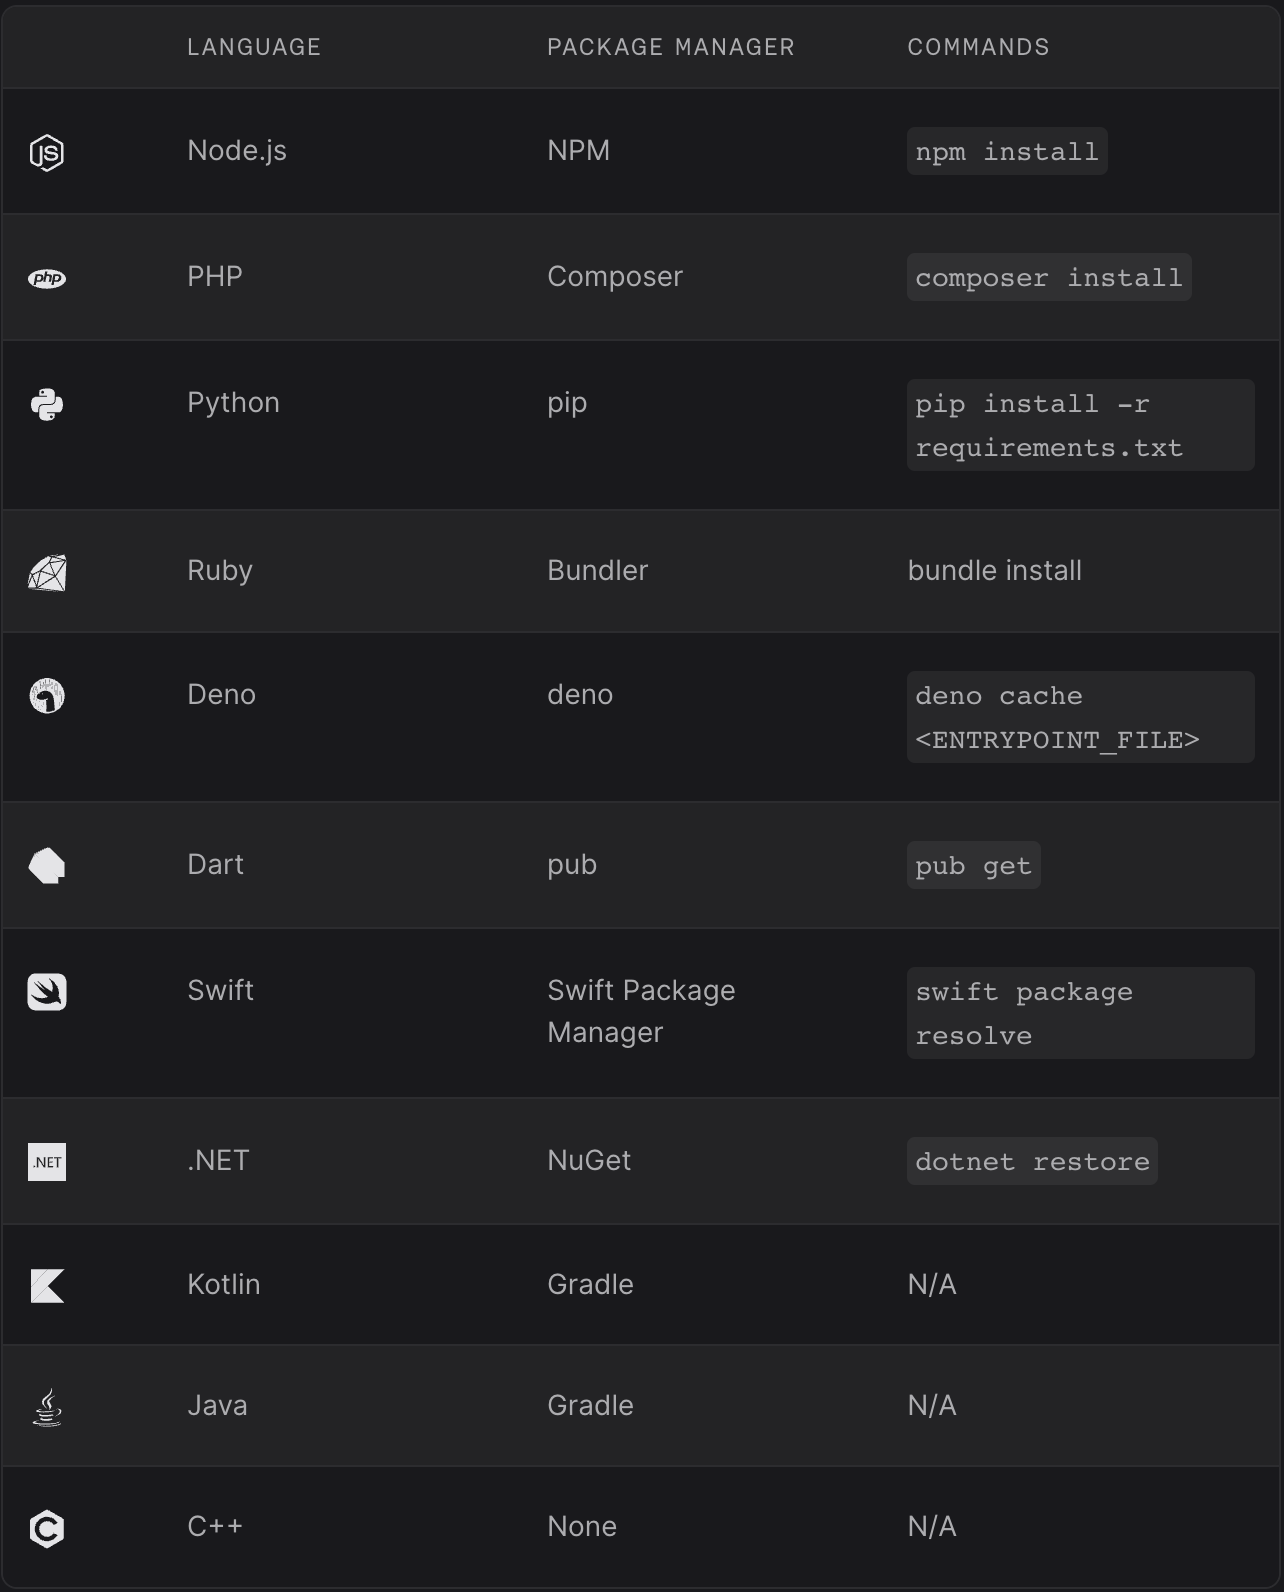 LANGUAGE PACKAGE MANAGER COMMANDS
JS Node.js NPM npm install
php PHP Composer composer install
Python pip pip install -r
requirements.txt
Ruby Bundler bundle install
Deno deno deno cache
<ENTRYPOINT_FILE>
Dart pub pub get
Swift Swift Package swift package
Manager resolve
.NET .NET NuGet dotnet restore
Kotlin Gradle N/A
Java Gradle N/A
C C++ None N/A